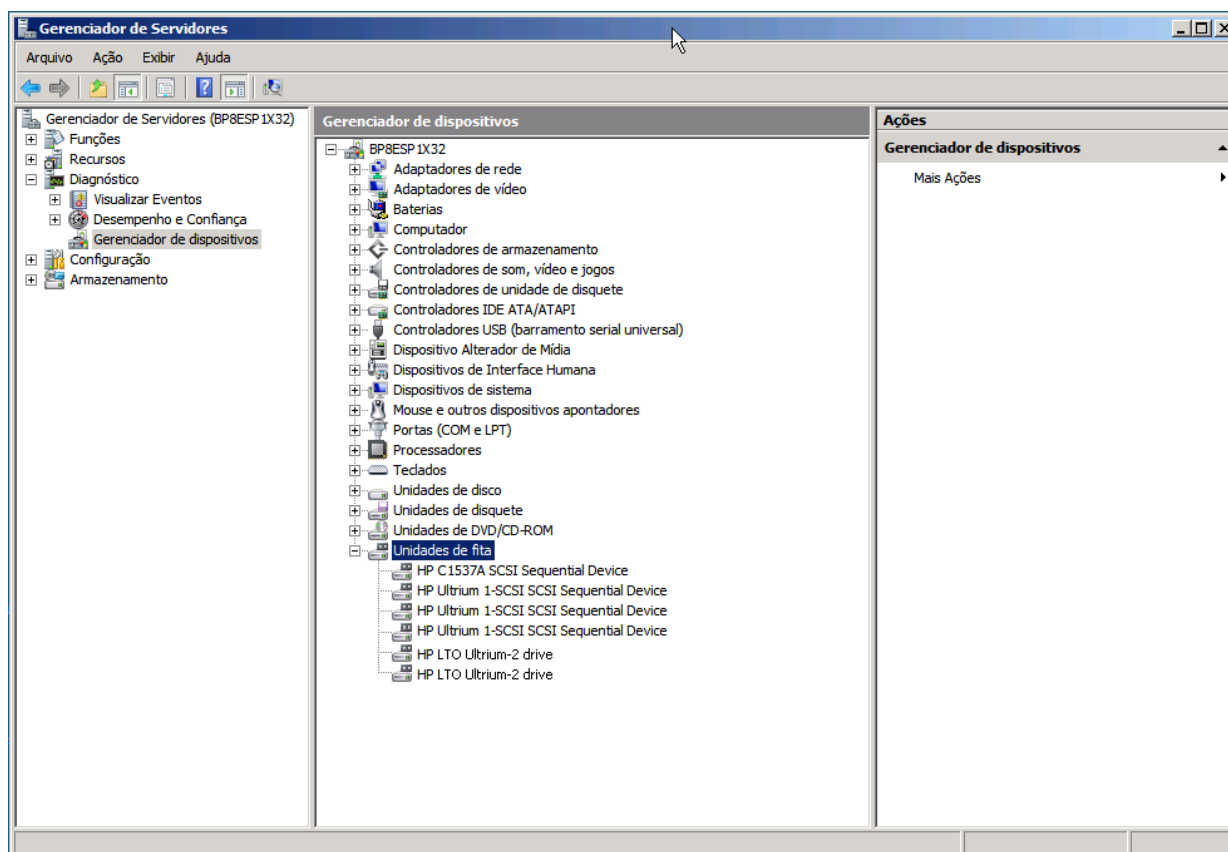 Gerenciador de Servidores
Arquivo Ação Exibir Ajuda
Gerenciador de Servidores (BP8ESP1X32)
Funções
Recursos
Diagnóstico
Visualizar Eventos
Desempenho e Confiança
Gerenciador de dispositivos
Configuração
Armazenamento
Gerenciador de dispositivos
BP8ESP1X32
Adaptadores de rede
Adaptadores de vídeo
Baterias
Computador
Controladores de armazenamento
Controladores de som, vídeo e jogos
Controladores de unidade de disquete
Controladores IDE ATA/ATAPI
Controladores USB (barramento serial universal)
Dispositivo Alterador de Mídia
Dispositivos de Interface Humana
Dispositivos de sistema
Mouse e outros dispositivos apontadores
Portas (COM e LPT)
Processadores
Teclados
Unidades de disco
Unidades de disquete
Unidades de DVD/CD-ROM
Unidades de fita
HP C1537A SCSI Sequential Device
HP Ultrium 1-SCSI SCSI Sequential Device
HP Ultrium 1-SCSI SCSI Sequential Device
HP Ultrium 1-SCSI SCSI Sequential Device
HP LTO Ultrium-2 drive
HP LTO Ultrium-2 drive
Ações
Gerenciador de dispositivos
Mais Ações